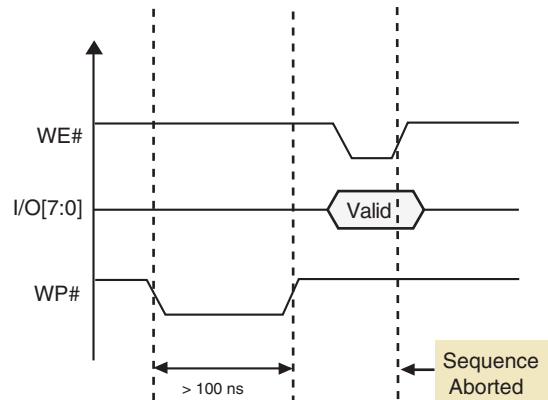 WE#
I/O[7:0]
Valid
WP#
> 100 ns
Sequence
Aborted